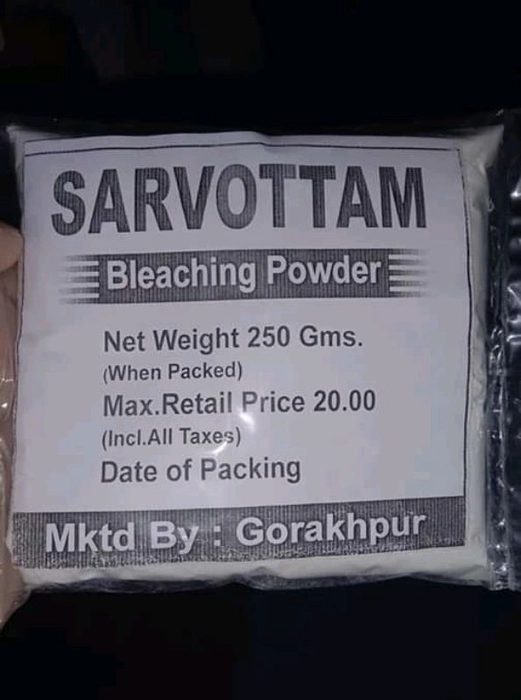 SARVOTTAM
Bleaching Powder
Net Weight 250 Gms.
(When Packed)
Max.Retail Price 20.00
(Incl.All Taxes)
Date of Packing
Mktd By : Gorakhpur